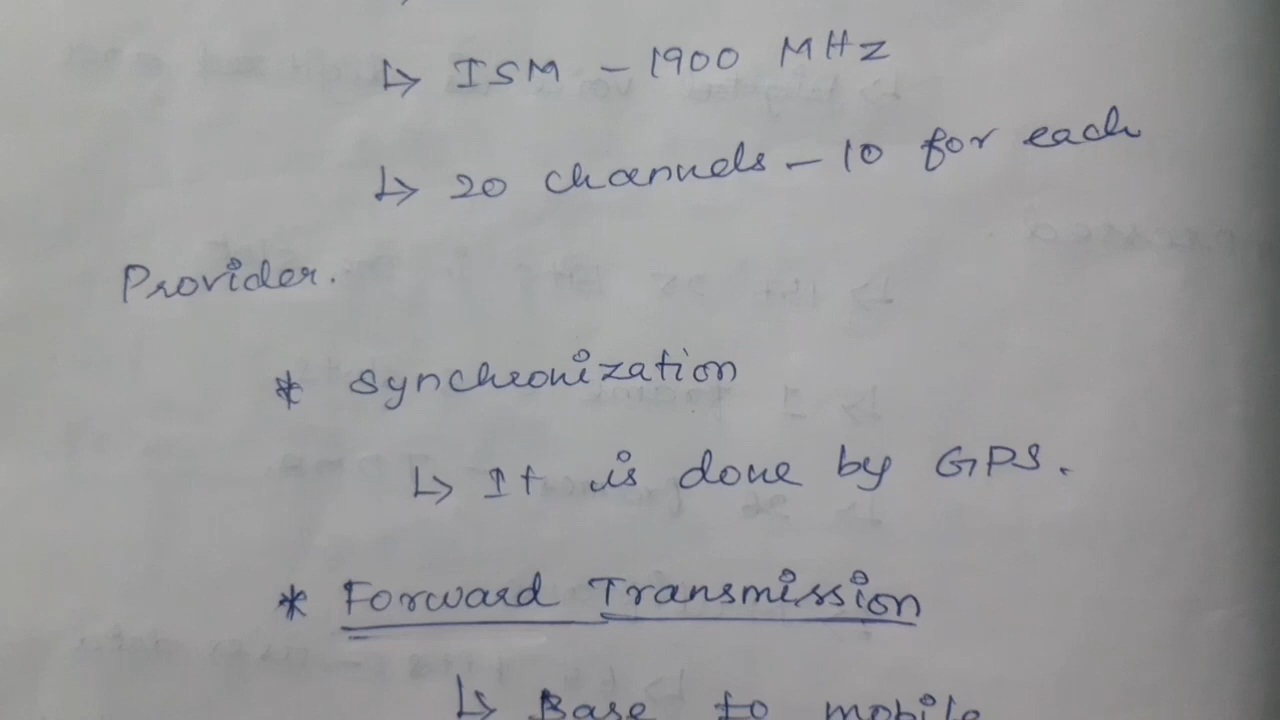 ↳ ISM - 1900 MHz
↳ 20 channels - 10 for each
Provider.
* Synchronization
↳ It is done by GPS.
* Forward Transmission
↳ Base to mobile